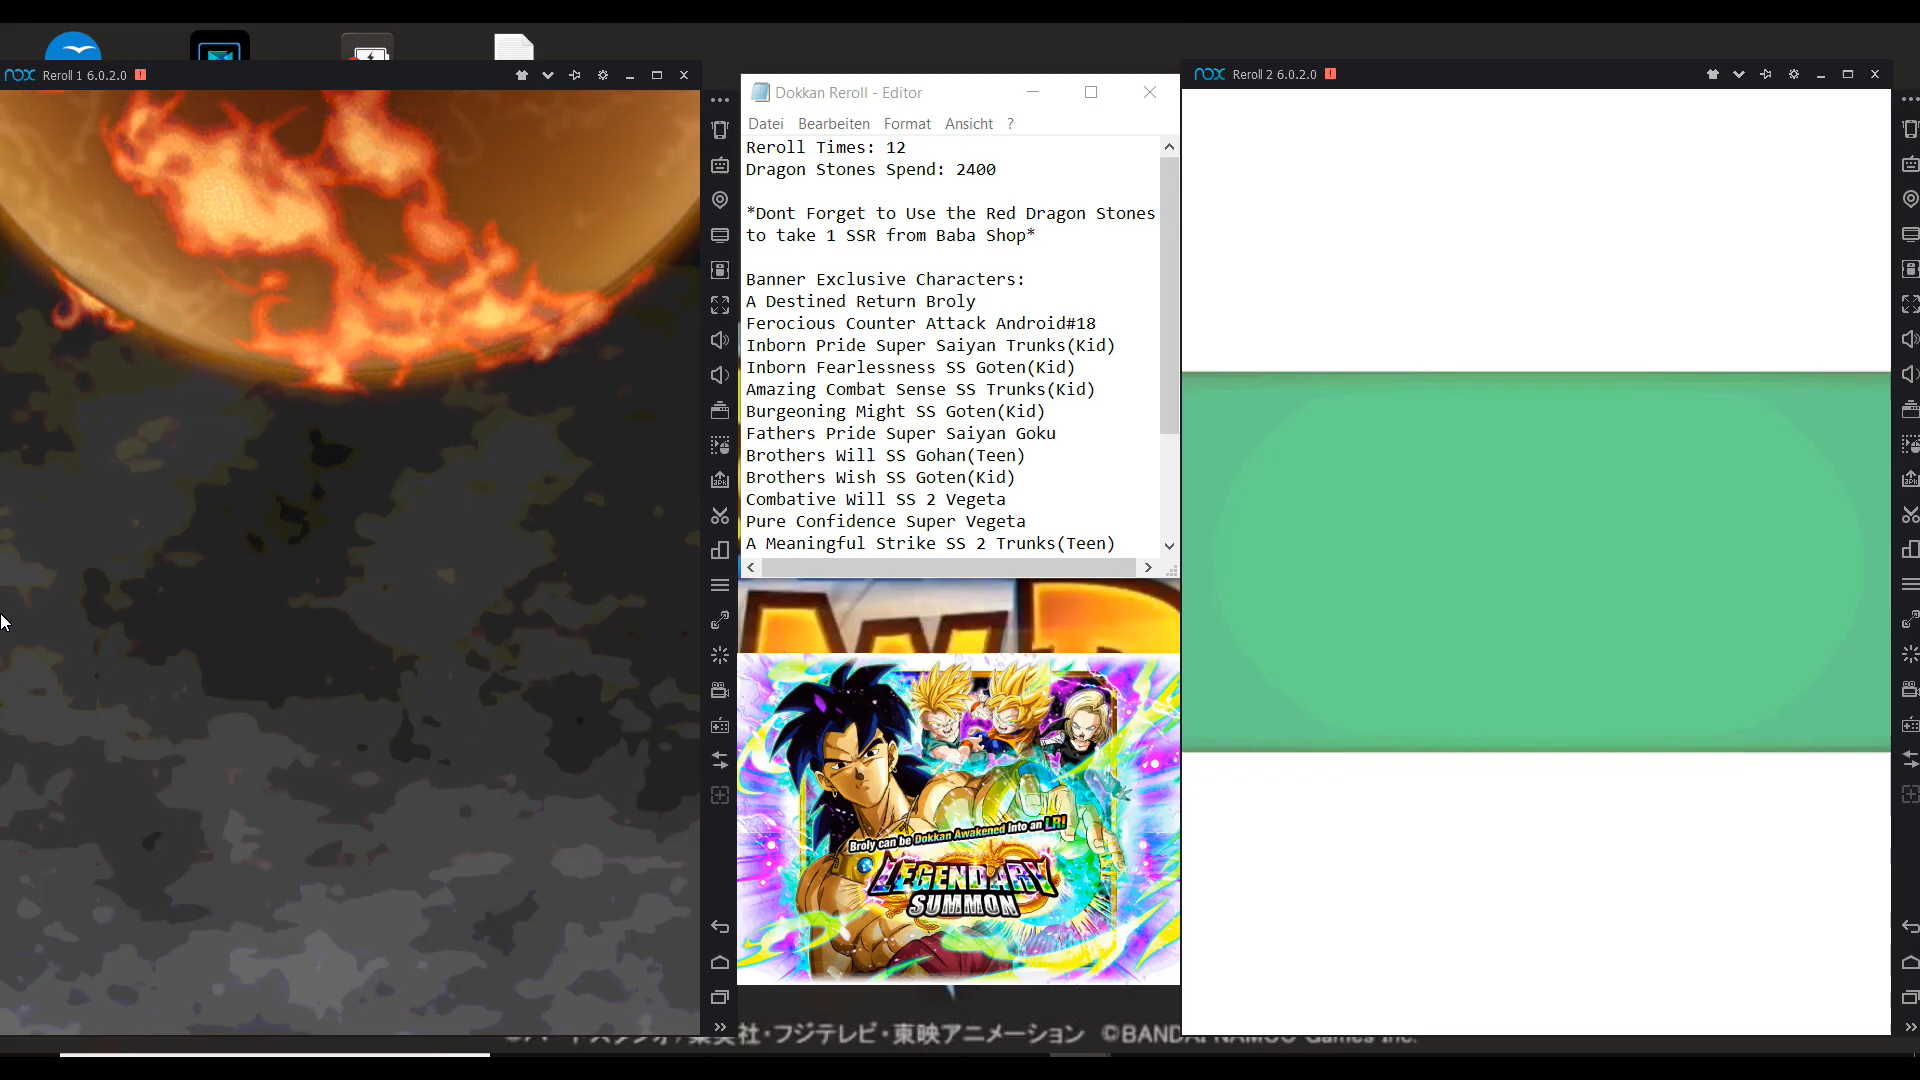 nox Reroll 1 6.0.2.0
Dokkan Reroll - Editor
Datei Bearbeiten Format Ansicht ?
Reroll Times: 12
Dragon Stones Spend: 2400
*Dont Forget to Use the Red Dragon Stones
to take 1 SSR from Baba Shop*
Banner Exclusive Characters:
A Destined Return Broly
Ferocious Counter Attack Android#18
Inborn Pride Super Saiyan Trunks(Kid)
Inborn Fearlessness SS Goten(Kid)
Amazing Combat Sense SS Trunks(Kid)
Burgeoning Might SS Goten(Kid)
Fathers Pride Super Saiyan Goku
Brothers Will SS Gohan(Teen)
Brothers Wish SS Goten(Kid)
Combative Will SS 2 Vegeta
Pure Confidence Super Vegeta
A Meaningful Strike SS 2 Trunks(Teen)
Broly can be Dokkan Awakened into an LR!
LEGENDARY
SUMMON
nox Reroll 2 6.0.2.0
社・フジテレビ・東映アニメーション ©BANDAI NAMCO Games Inc.